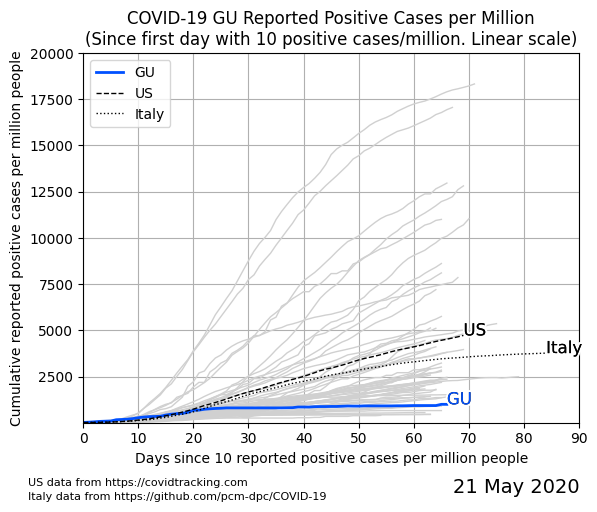 COVID-19 GU Reported Positive Cases per Million
(Since first day with 10 positive cases/million. Linear scale)
Cumulative reported positive cases per million people
20000
17500
15000
12500
10000
7500
5000
2500
GU
US
Italy
US
Italy
GU
0 10 20 30 40 50 60 70 80 90
Days since 10 reported positive cases per million people
US data from https://covidtracking.com
Italy data from https://github.com/pcm-dpc/COVID-19
21 May 2020